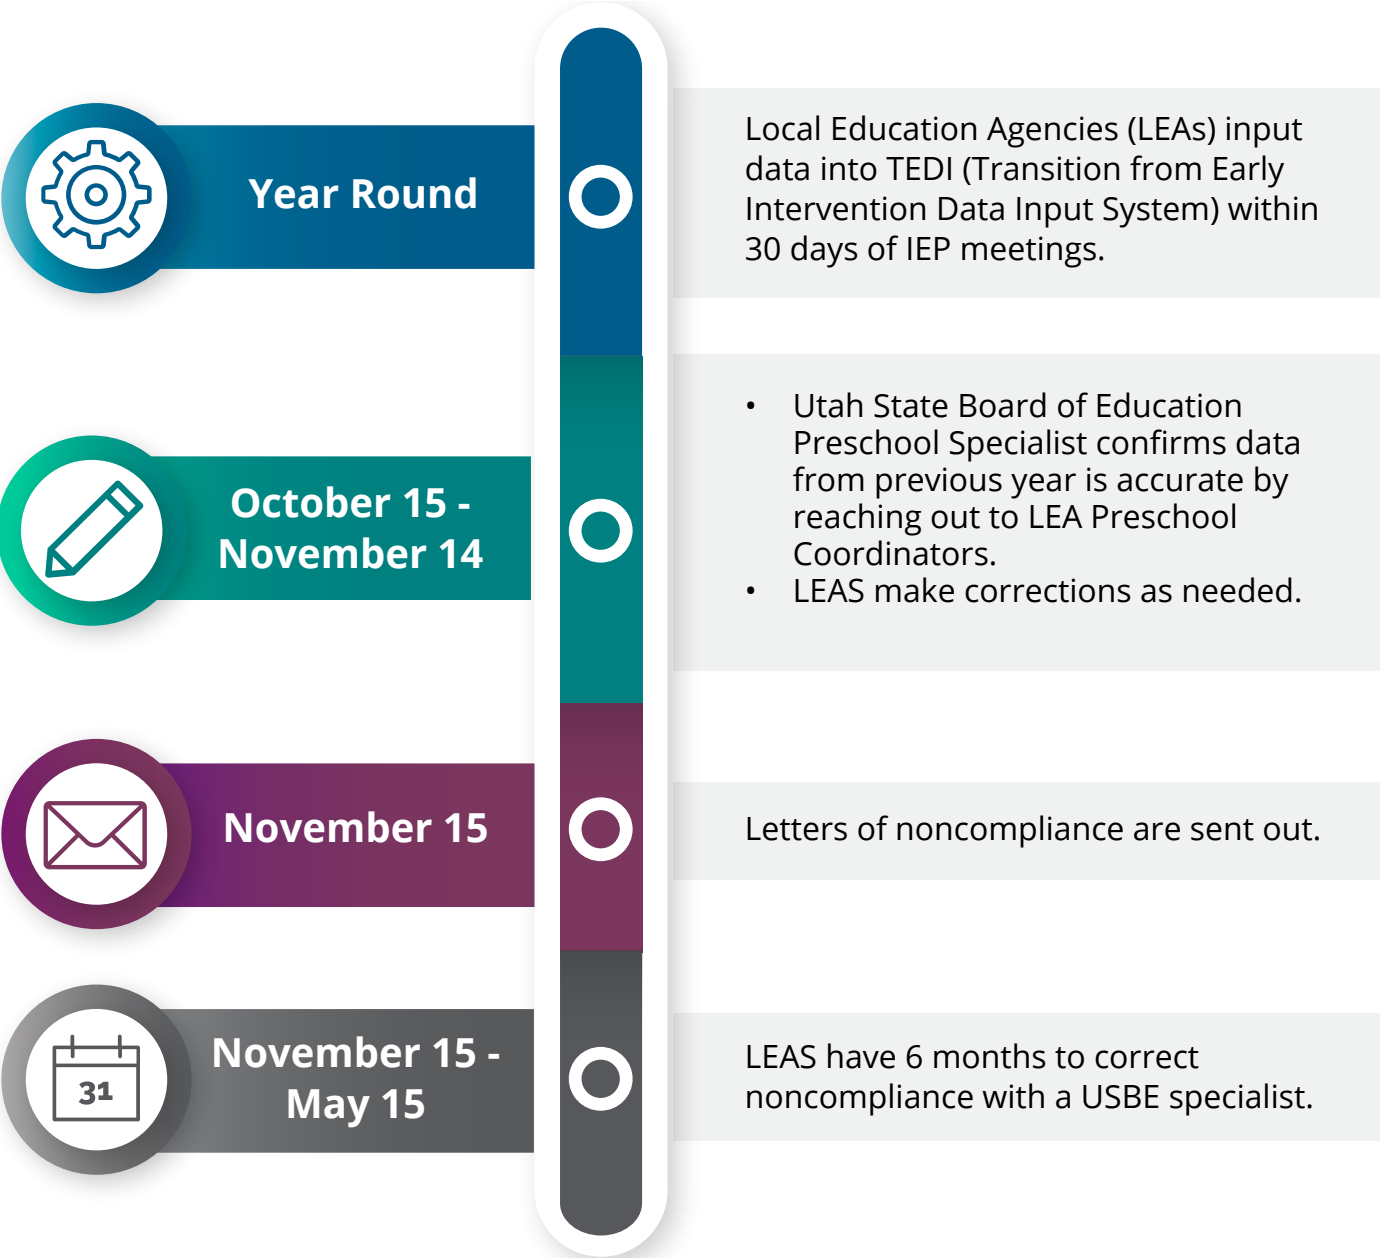 Year Round
Local Education Agencies (LEAs) input
data into TEDI (Transition from Early
Intervention Data Input System) within
30 days of IEP meetings.
October 15 -
November 14
• Utah State Board of Education
Preschool Specialist confirms data
from previous year is accurate by
reaching out to LEA Preschool
Coordinators.
• LEAS make corrections as needed.
November 15
Letters of noncompliance are sent out.
31
November 15 -
May 15
LEAS have 6 months to correct
noncompliance with a USBE specialist.